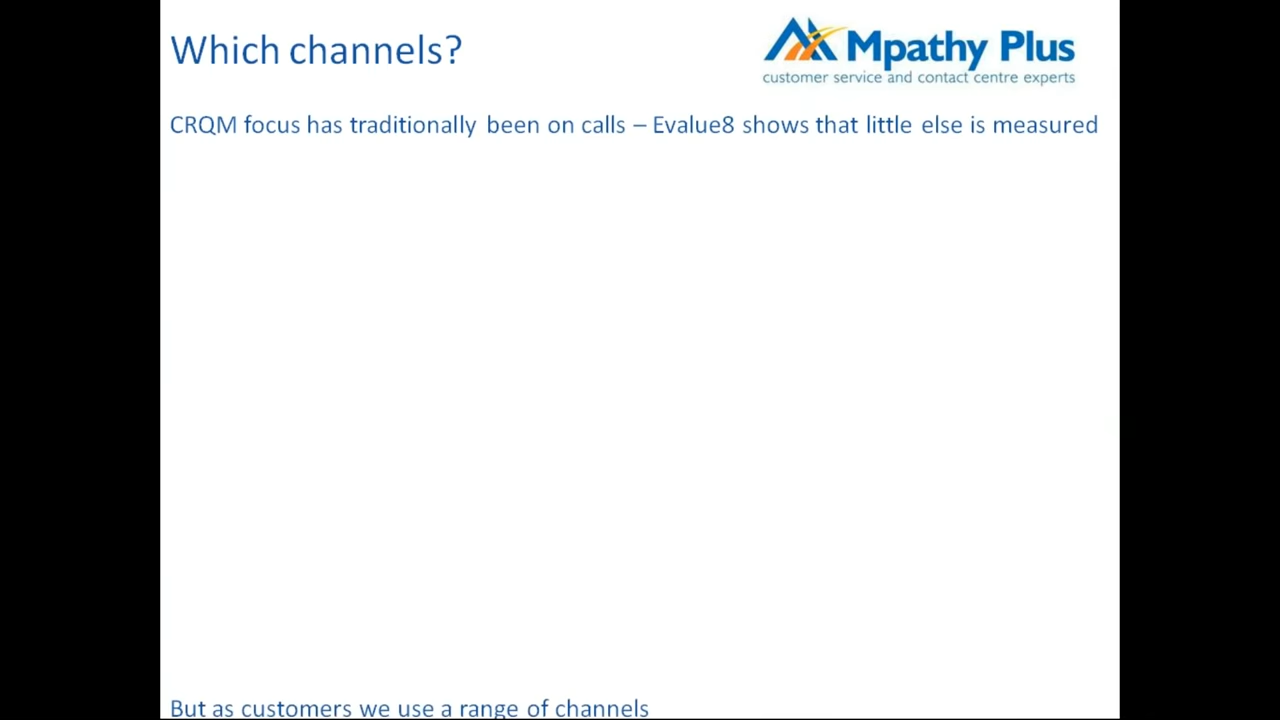 Which channels?
Mpathy Plus
customer service and contact centre experts
CRQM focus has traditionally been on calls – Evalue8 shows that little else is measured
But as customers we use a range of channels